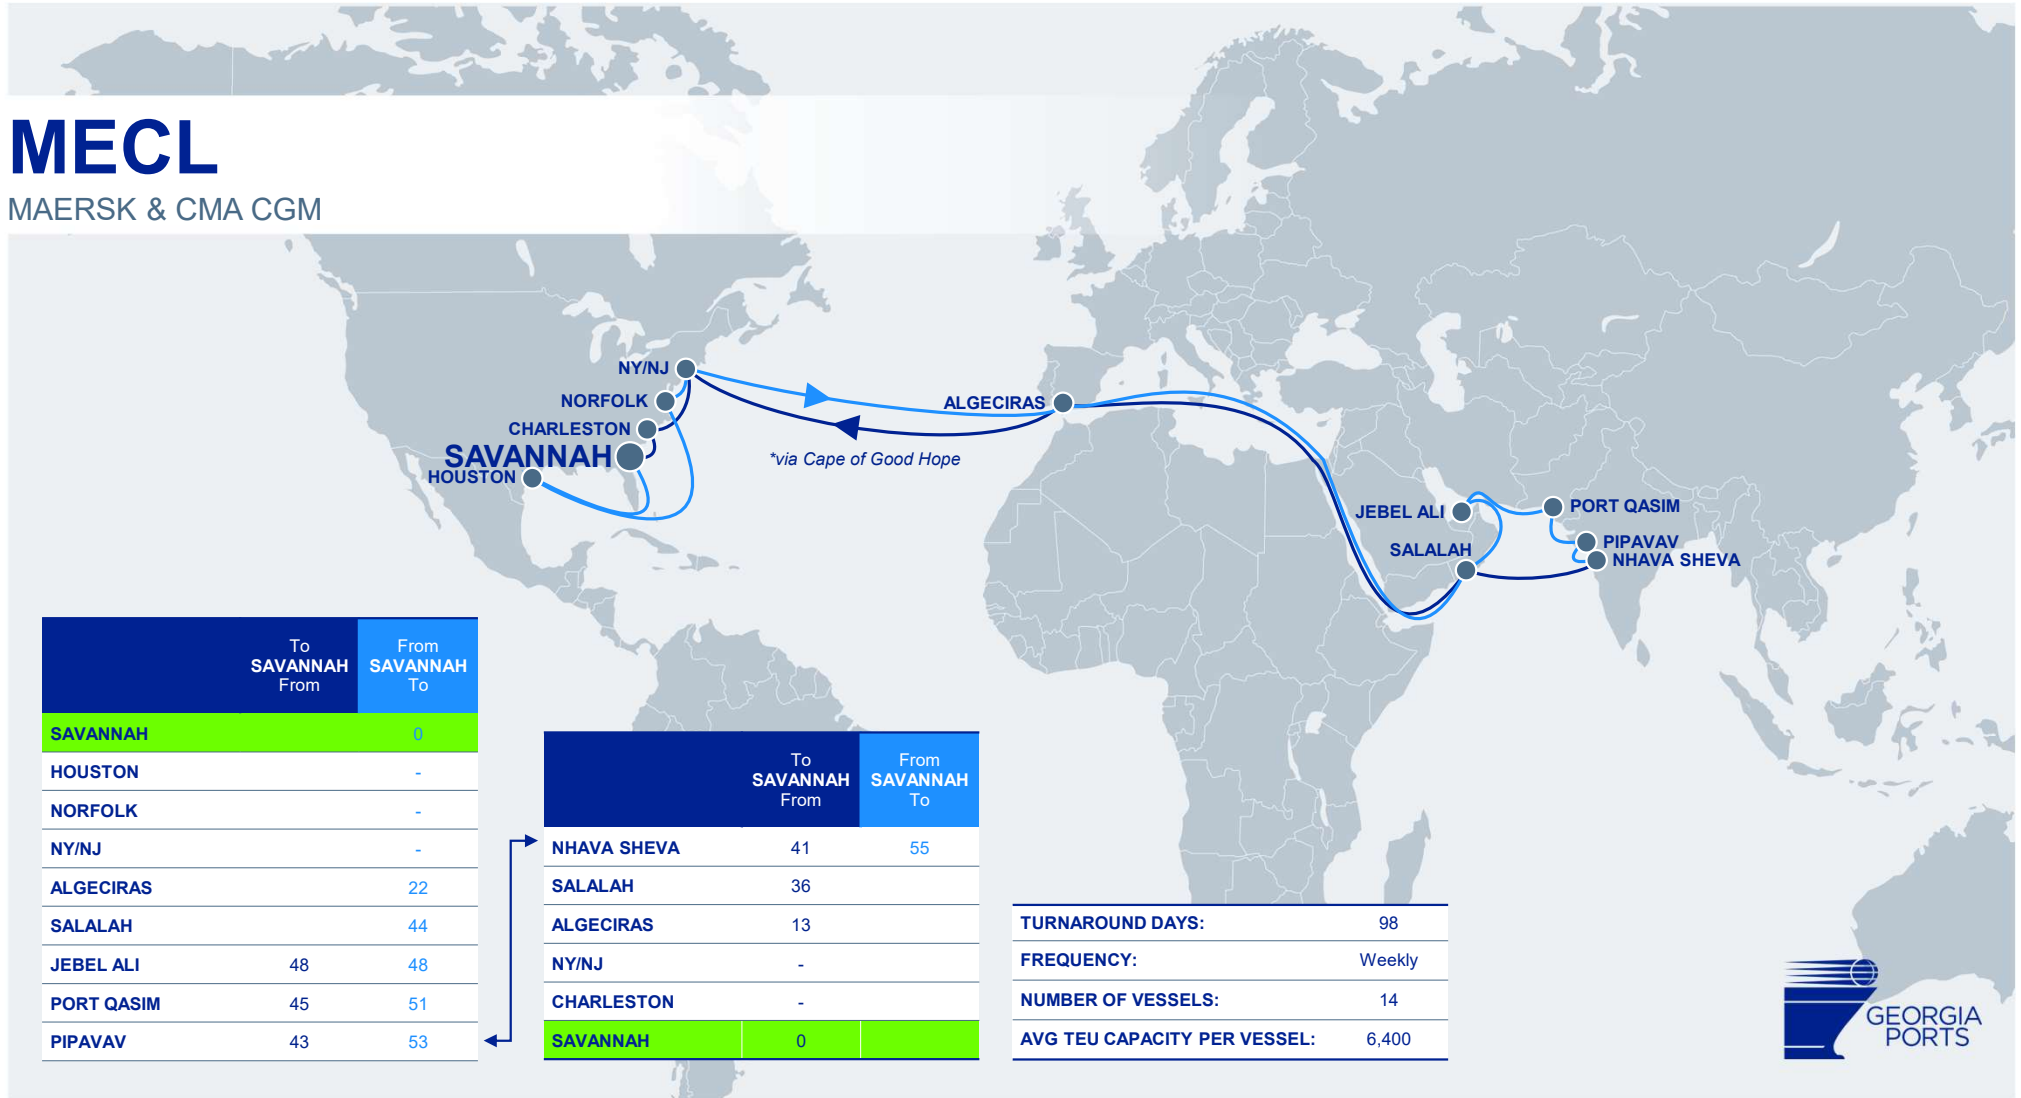 MECL
MAERSK & CMA CGM
NY/NJ
NORFOLK
CHARLESTON
SAVANNAH
HOUSTON
ALGECIRAS
*via Cape of Good Hope
JEBEL ALI
SALALAH
PORT QASIM
PIPAVAV
NHAVA SHEVA
To SAVANNAH From
From SAVANNAH To
SAVANNAH 0
HOUSTON -
NORFOLK -
NY/NJ -
ALGECIRAS 22
SALALAH 44
JEBEL ALI 48 48
PORT QASIM 45 51
PIPAVAV 43 53
To SAVANNAH From
From SAVANNAH To
NHAVA SHEVA 41 55
SALALAH 36
ALGECIRAS 13
NY/NJ -
CHARLESTON -
SAVANNAH 0
TURNAROUND DAYS: 98
FREQUENCY: Weekly
NUMBER OF VESSELS: 14
AVG TEU CAPACITY PER VESSEL: 6,400
GEORGIA
PORTS